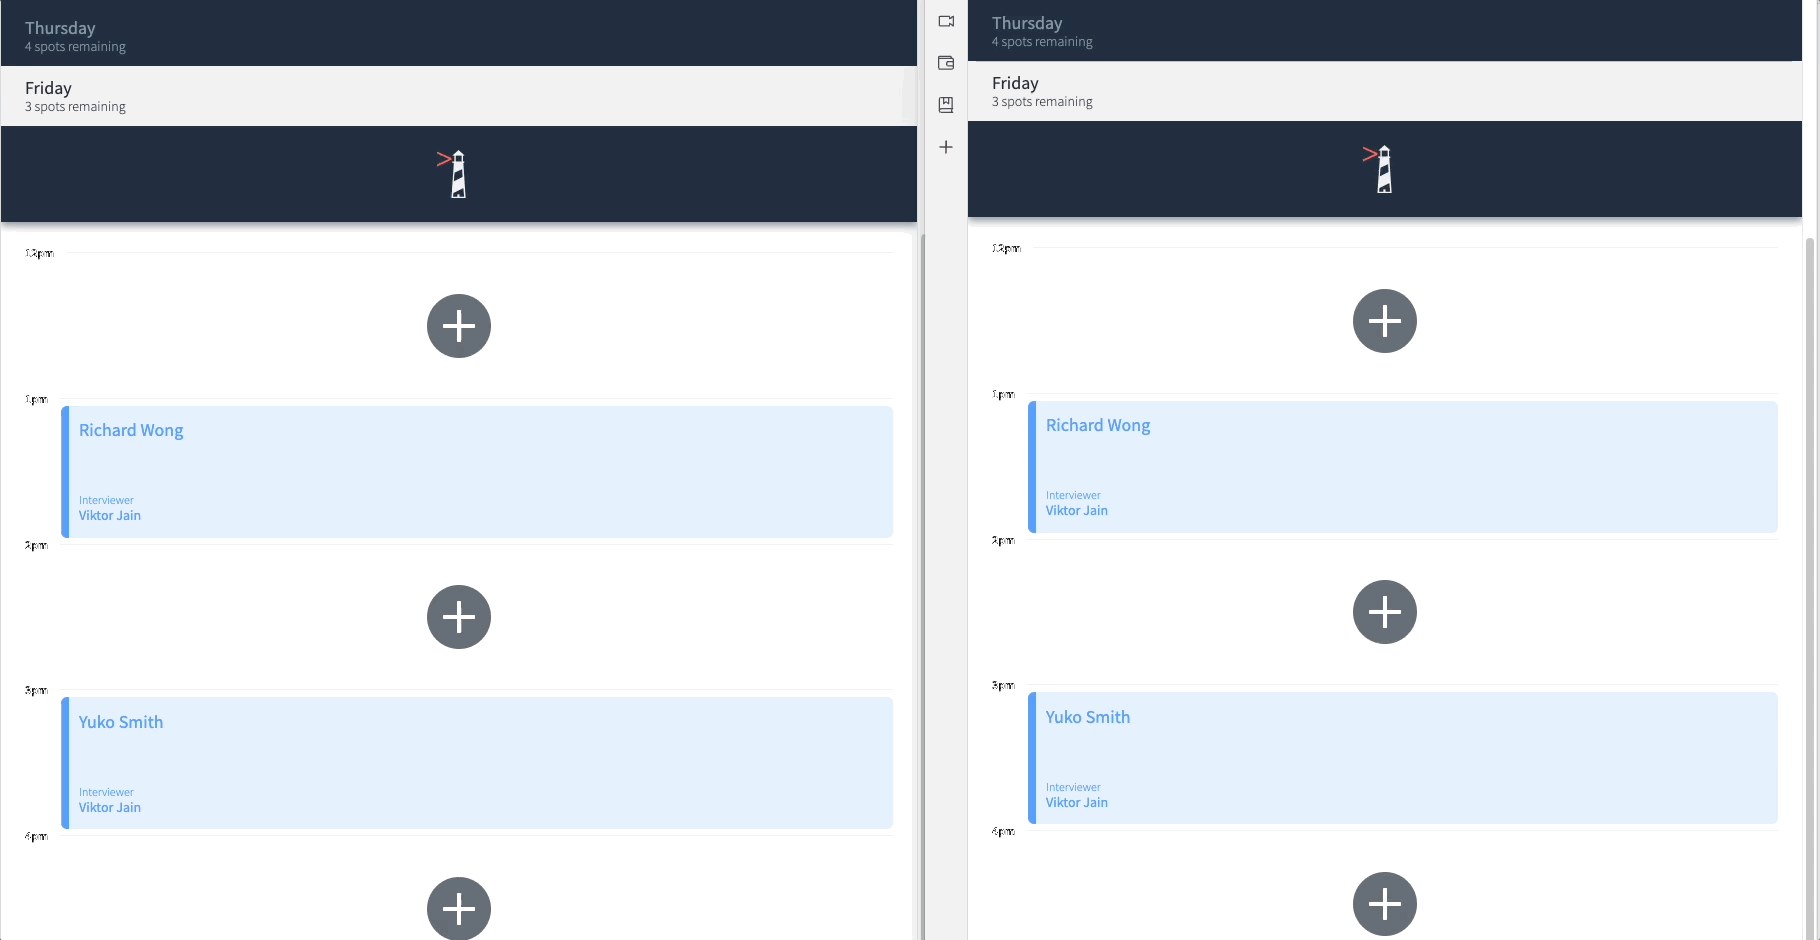 Thursday
4 spots remaining
Friday
3 spots remaining
12pm
1pm
Richard Wong
Interviewer
Viktor Jain
2pm
3pm
Yuko Smith
Interviewer
Viktor Jain
4pm
Thursday
4 spots remaining
Friday
3 spots remaining
12pm
1pm
Richard Wong
Interviewer
Viktor Jain
2pm
3pm
Yuko Smith
Interviewer
Viktor Jain
4pm